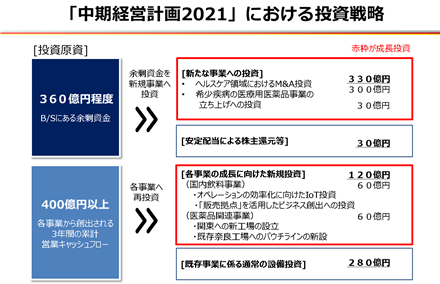 「中期経営計画2021」における投資戦略
[投資原資]
赤枠が成長投資
360億円程度
B/Sにある余剰資金
余剰資金を
新規事業へ
投資
[新たな事業への投資] 330億円
・ ヘルスケア領域におけるM&A投資 300億円
・ 希少疾病の医療用医薬品事業の
立ち上げへの投資 30億円
[安定配当による株主還元等] 30億円
400億円以上
各事業から創出される
3年間の累計
営業キャッシュフロー
各事業へ
再投資
[各事業の成長に向けた新規投資] 120億円
（国内飲料事業） 60億円
・オペレーションの効率化に向けたIoT投資
・「販売拠点」を活用したビジネス創出への投資
（医薬品関連事業） 60億円
・関東への新工場の設立
・既存奈良工場へのパウチラインの新設
[既存事業に係る通常の設備投資] 280億円